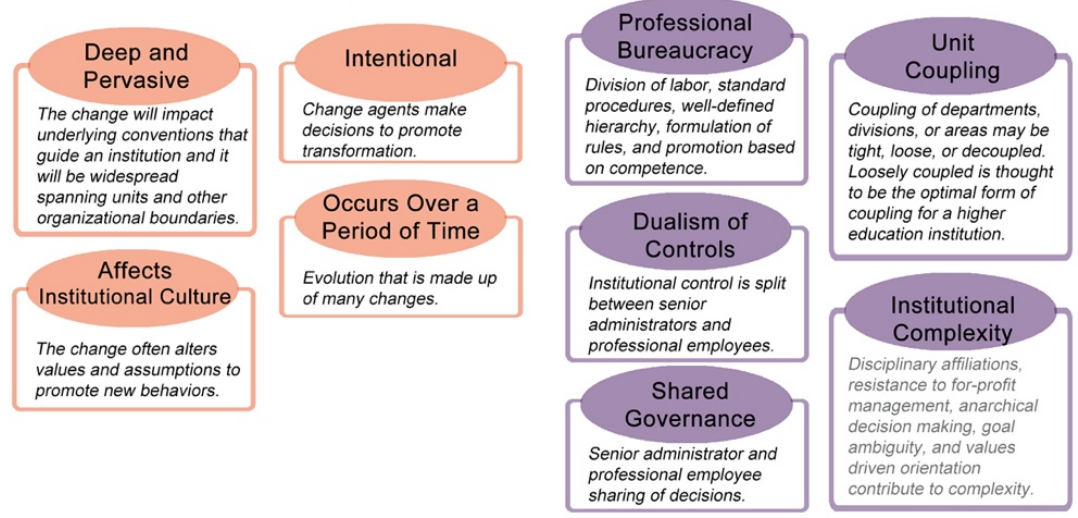 Deep and
Pervasive
The change will impact
underlying conventions that
guide an institution and it
will be widespread
spanning units and other
organizational boundaries.
Affects
Institutional Culture
The change often alters
values and assumptions to
promote new behaviors.
Intentional
Change agents make
decisions to promote
transformation.
Occurs Over a
Period of Time
Evolution that is made up
of many changes.
Professional
Bureaucracy
Division of labor, standard
procedures, well-defined
hierarchy, formulation of
rules, and promotion based
on competence.
Dualism of
Controls
Institutional control is split
between senior
administrators and
professional employees.
Shared
Governance
Senior administrator and
professional employee
sharing of decisions.
Unit
Coupling
Coupling of departments,
divisions, or areas may be
tight, loose, or decoupled.
Loosely coupled is thought
to be the optimal form of
coupling for a higher
education institution.
Institutional
Complexity
Disciplinary affiliations,
resistance to for-profit
management, anarchical
decision making, goal
ambiguity, and values
driven orientation
contribute to complexity.